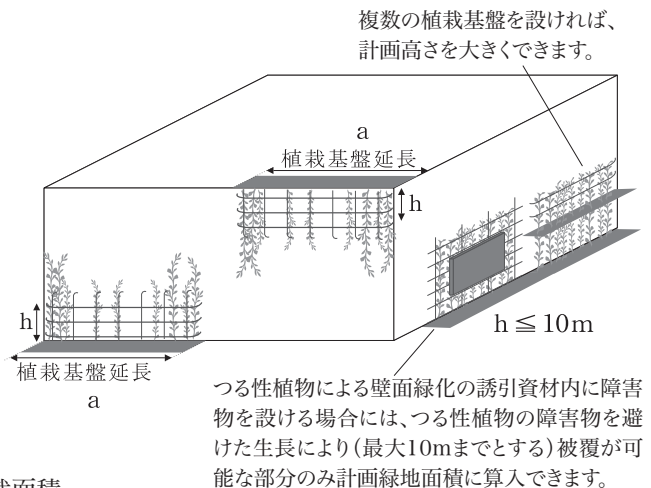 複数の植栽基盤を設ければ、
計画高さを大きくできます。
a
植栽基盤延長
h
h
h≦10m
植栽基盤延長
a
つる性植物による壁面緑化の誘引資材内に障害
物を設ける場合には、つる性植物の障害物を避
けた生長により(最大10mまでとする)被覆が可
能な部分のみ計画緑地面積に算入できます。